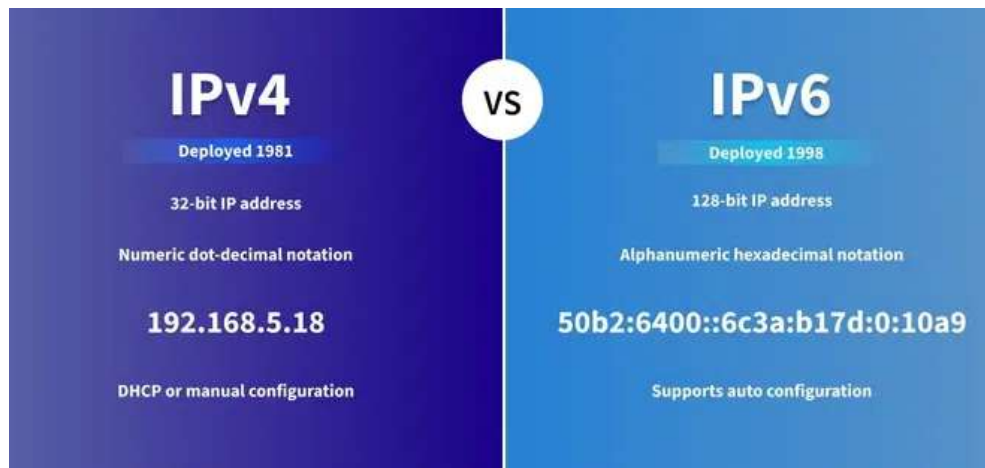 IPv4
Deployed 1981
32-bit IP address
Numeric dot-decimal notation
192.168.5.18
DHCP or manual configuration
VS
IPv6
Deployed 1998
128-bit IP address
Alphanumeric hexadecimal notation
50b2:6400::6c3a:b17d:0:10a9
Supports auto configuration